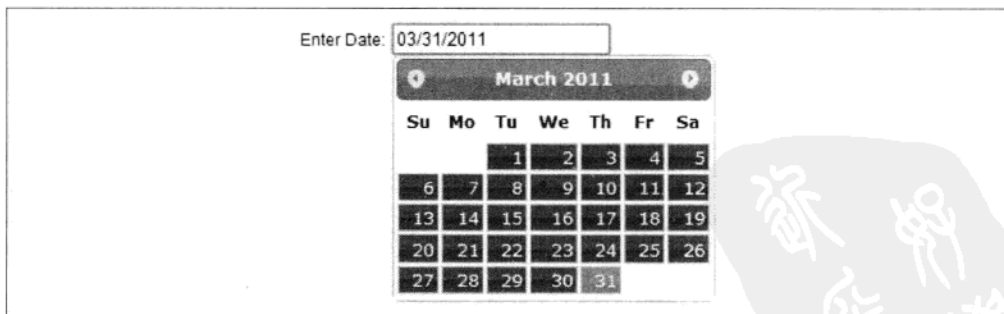 Enter Date: 03/31/2011
March 2011
Su Mo Tu We Th Fr Sa
1 2 3 4 5
6 7 8 9 10 11 12
13 14 15 16 17 18 19
20 21 22 23 24 25 26
27 28 29 30 31